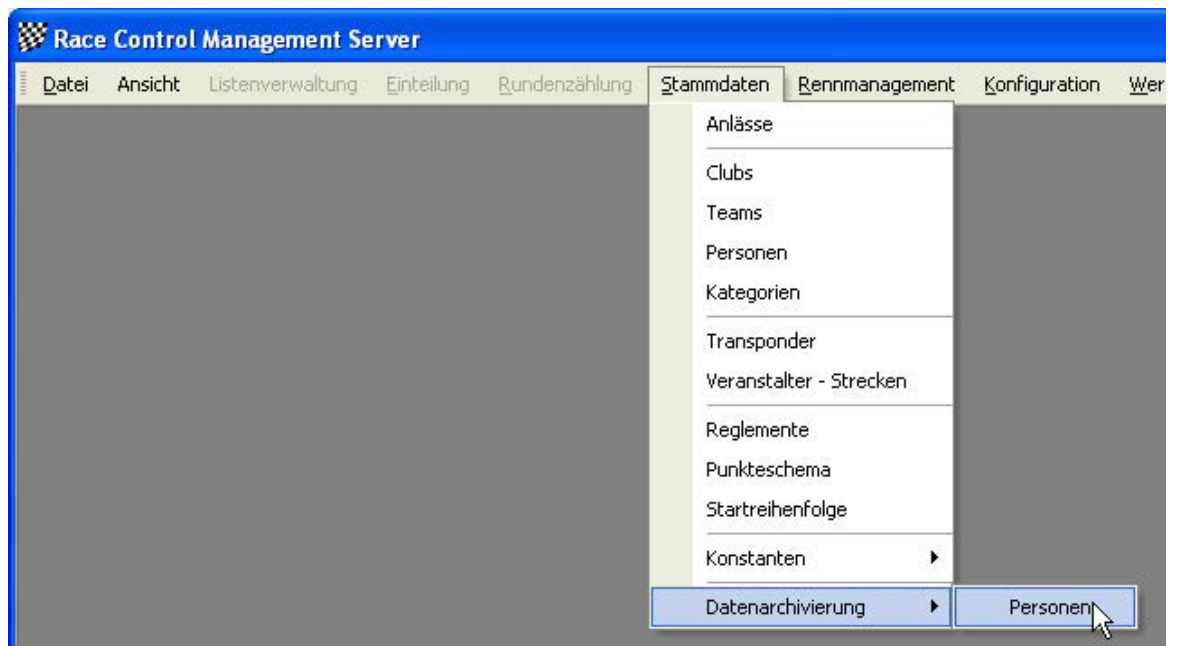 Race Control Management Server
Datei Ansicht Listenverwaltung Einteilung Rundenzählung Stammdaten Rennmanagement Konfiguration Wer
Anlässe
Clubs
Teams
Personen
Kategorien
Transponder
Veranstalter - Strecken
Reglemente
Punkteschema
Startreihenfolge
Konstanten
Datenarchivierung Personen